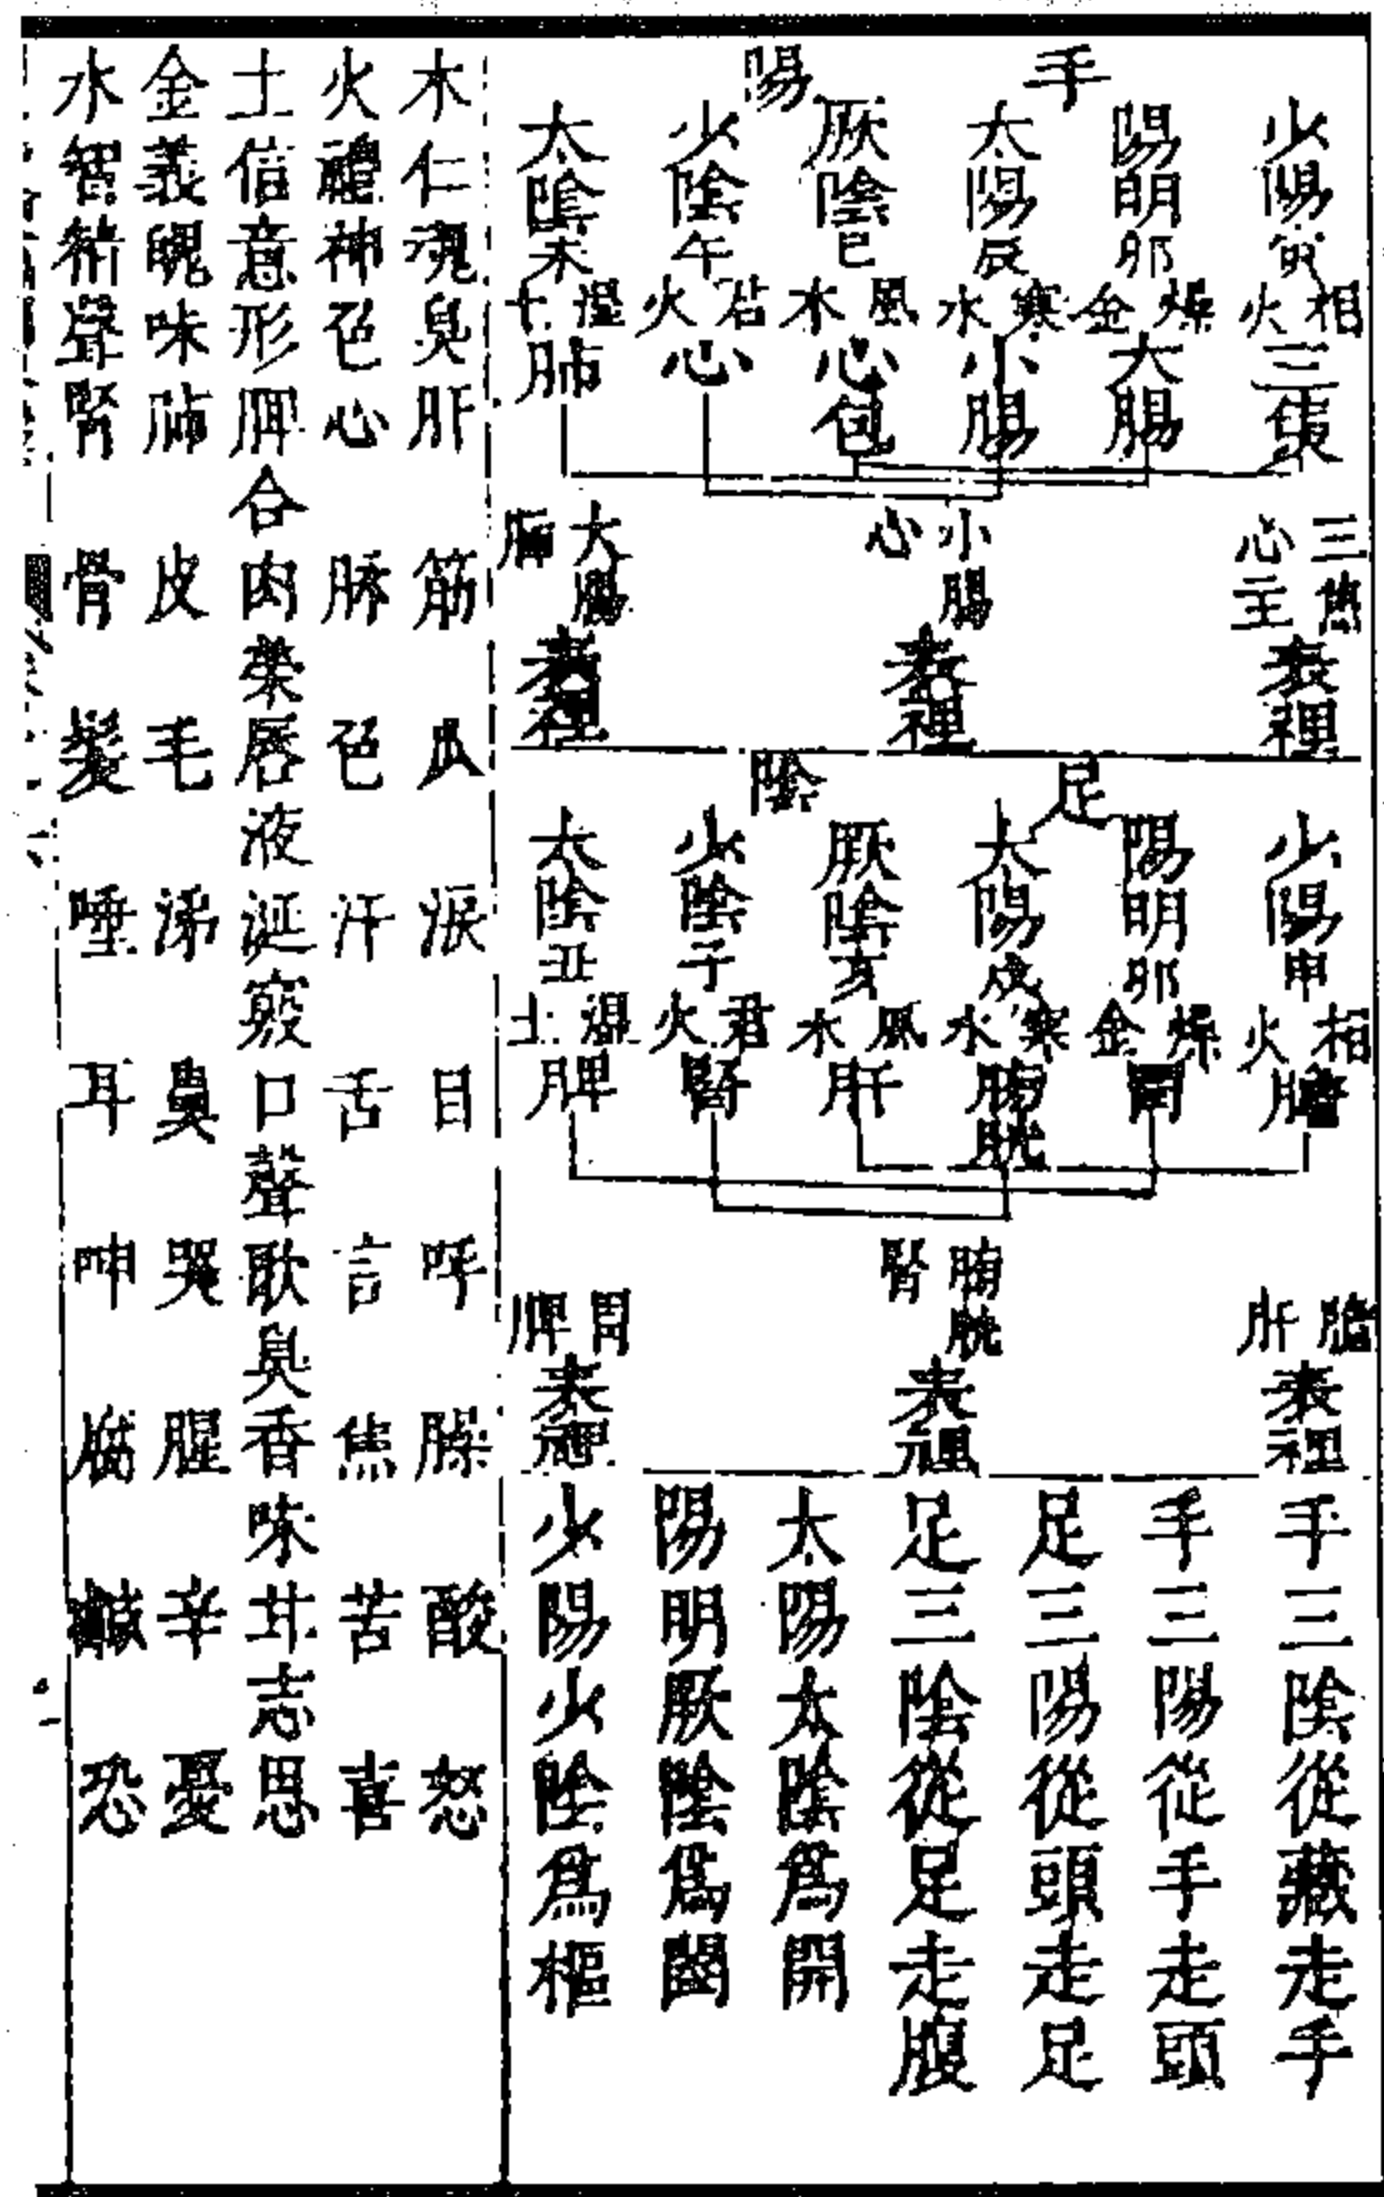 手陽
少陽寅相火三焦
陽明卯燥金大腸
太陽辰寒水小腸
厥陰巳風木心包
少陰午君火心
太陰未湿土肺
三焦心主表裡
小腸心表裡
大腸肺表裡
足陰
少陽申相火膽
陽明卯燥金胃
太陽戌寒水膀胱
厥陰亥風木肝
少陰子君火腎
太陰丑湿土脾
膽肝表裡
膀胱腎表裡
胃脾表裡
手三陰從藏走手
手三陽從手走頭
足三陽從頭走足
足三陰從足走腹
太陽太陰爲開
陽明厥陰爲闔
少陽少陰爲樞
木仁魂臭肝筋爪淚目呼臊酸怒
火禮神色心脉色汗舌言焦苦喜
土信意形脾合肉榮唇液涎竅口聲歌臭香味甘志思
金義魄味肺皮毛涕鼻哭腥辛憂
水智精聲腎骨髮唾耳呻腐鹹恐